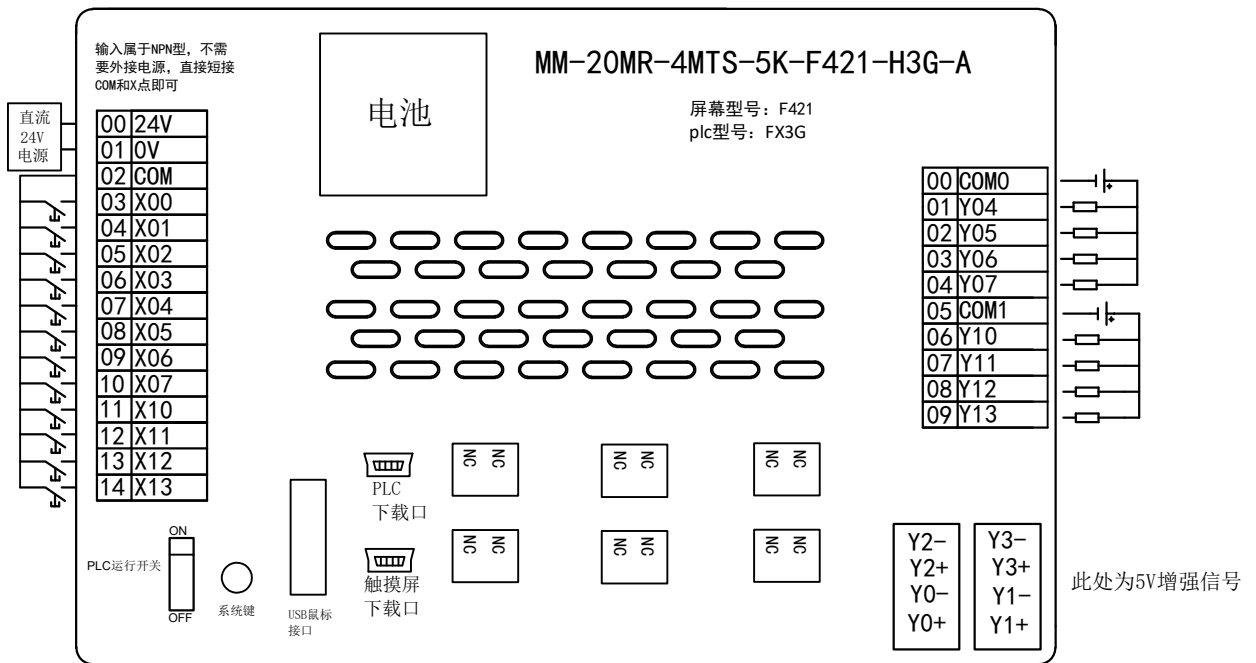 输入属于NPN型，不需
要外接电源，直接短接
COM和X点即可
电池
MM-20MR-4MTS-5K-F421-H3G-A
屏幕型号：F421
plc型号：FX3G
直流
24V
电源
00 24V
01 0V
02 COM
03 X00
04 X01
05 X02
06 X03
07 X04
08 X05
09 X06
10 X07
11 X10
12 X11
13 X12
14 X13
00 COM0
01 Y04
02 Y05
03 Y06
04 Y07
05 COM1
06 Y10
07 Y11
08 Y12
09 Y13
PLC
下载口
NC NC
NC NC
NC NC
触摸屏
下载口
NC NC
NC NC
NC NC
ON
PLC运行开关
OFF
系统键
USB鼠标
接口
Y2- Y3-
Y2+ Y3+
Y0- Y1-
Y0+ Y1+
此处为5V增强信号